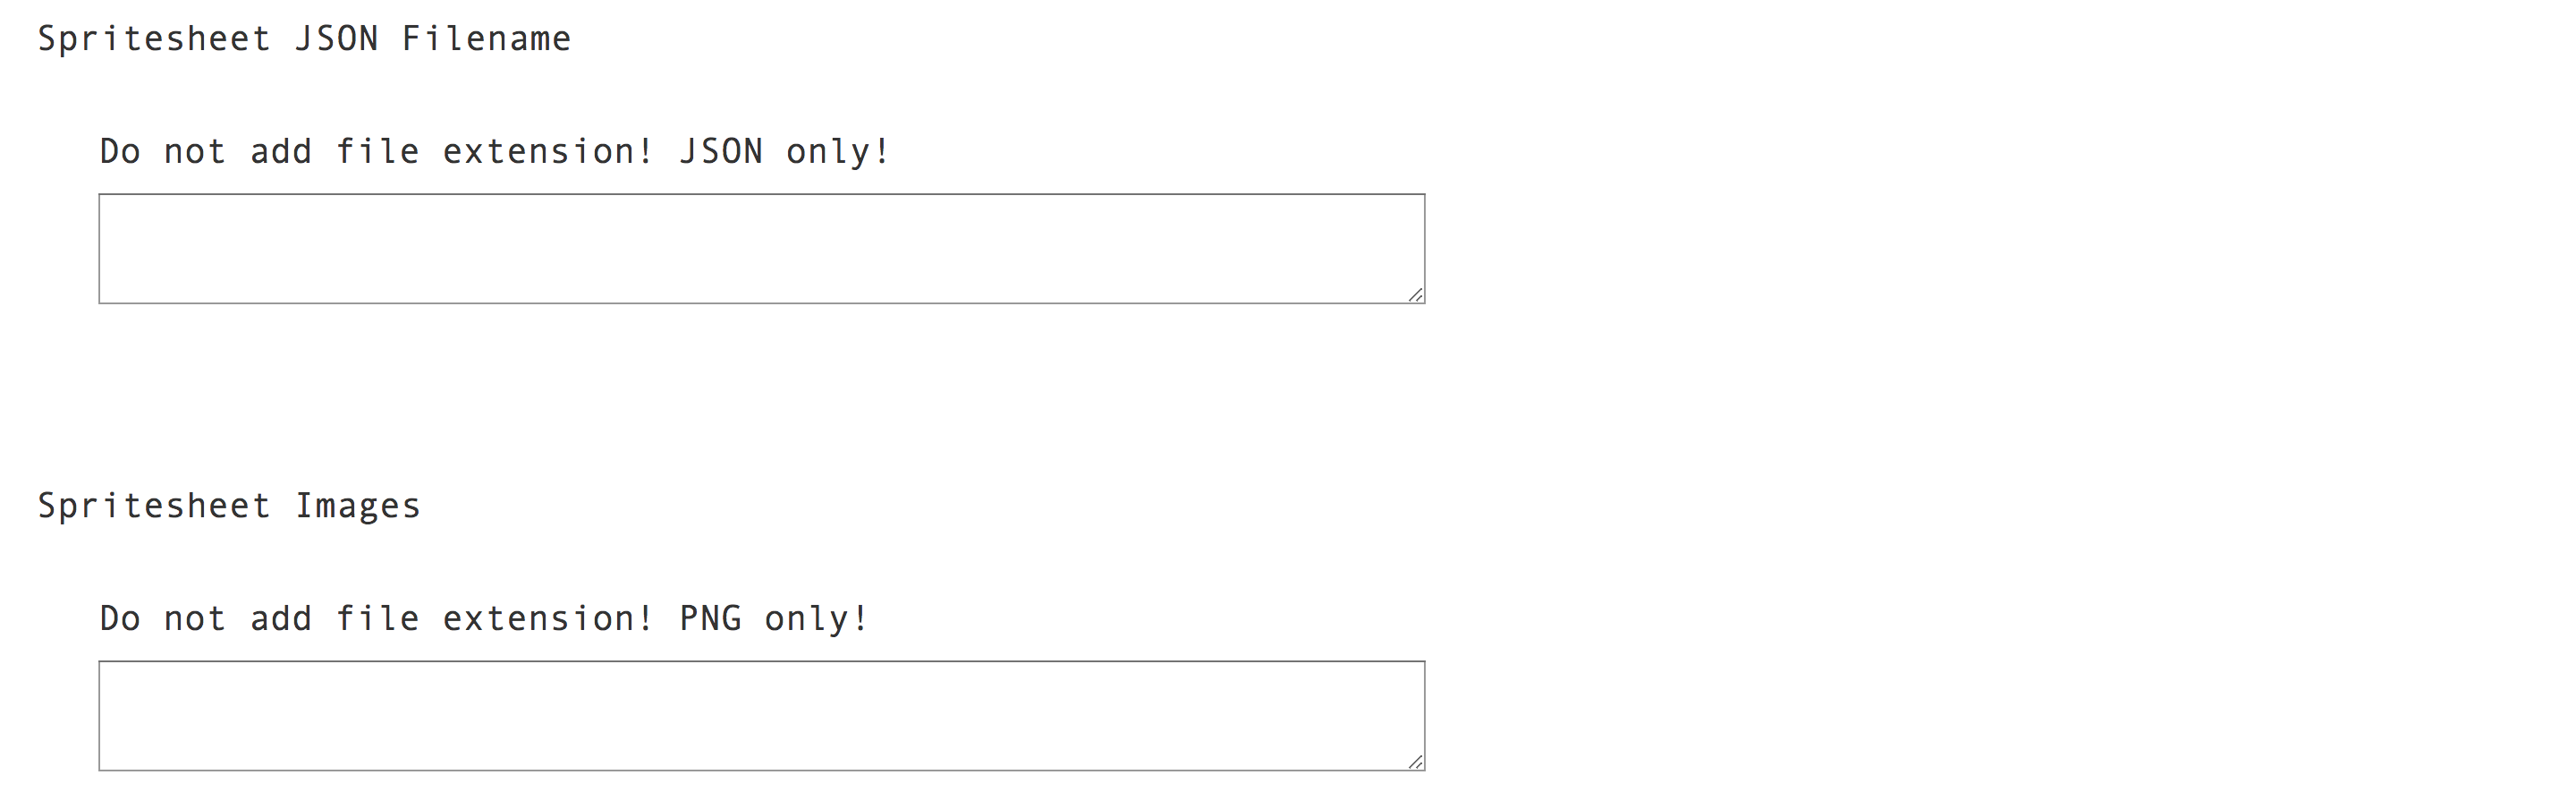 Spritesheet JSON Filename
Do not add file extension! JSON only!
Spritesheet Images
Do not add file extension! PNG only!